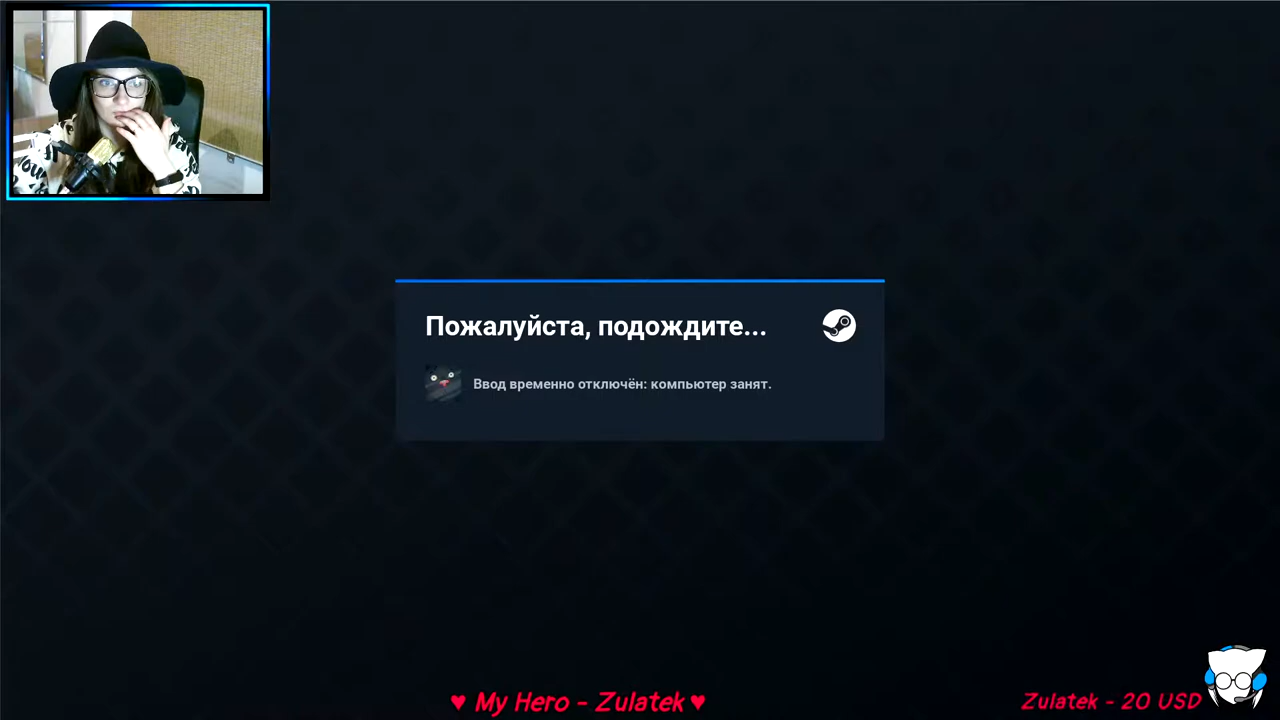 Пожалуйста, подождите...
Ввод временно отключён: компьютер занят.
♥ My Hero - Zulatek ♥
Zulatek - 20 USD